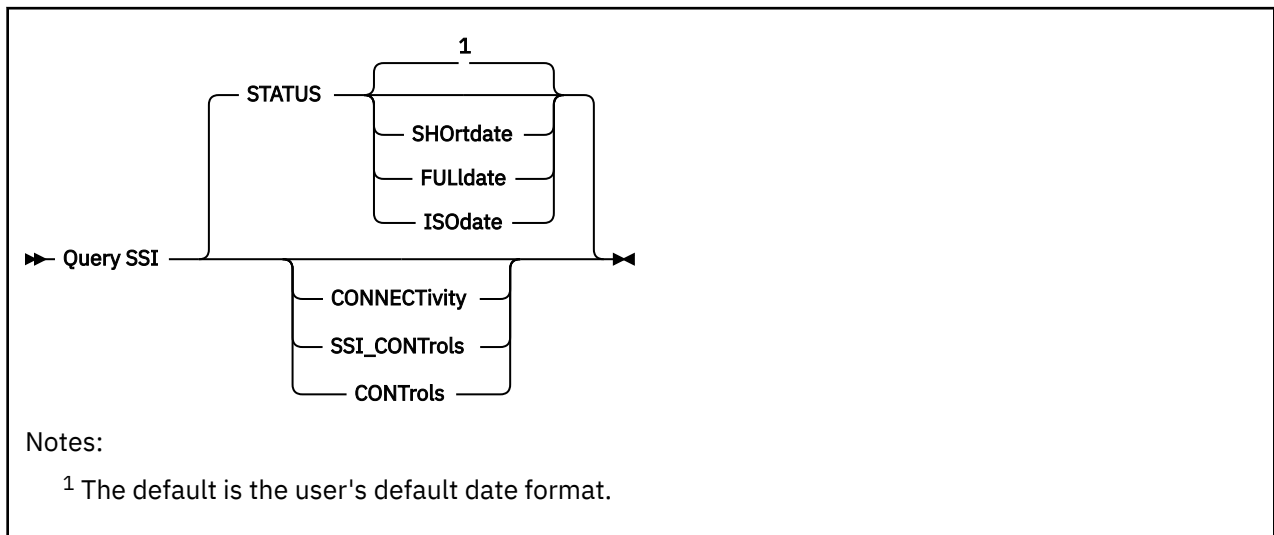 1
STATUS
SHOrtdate
FULldate
ISOdate
Query SSI
CONNECTivity
SSI_CONTrols
CONTrols
Notes:
1 The default is the user's default date format.